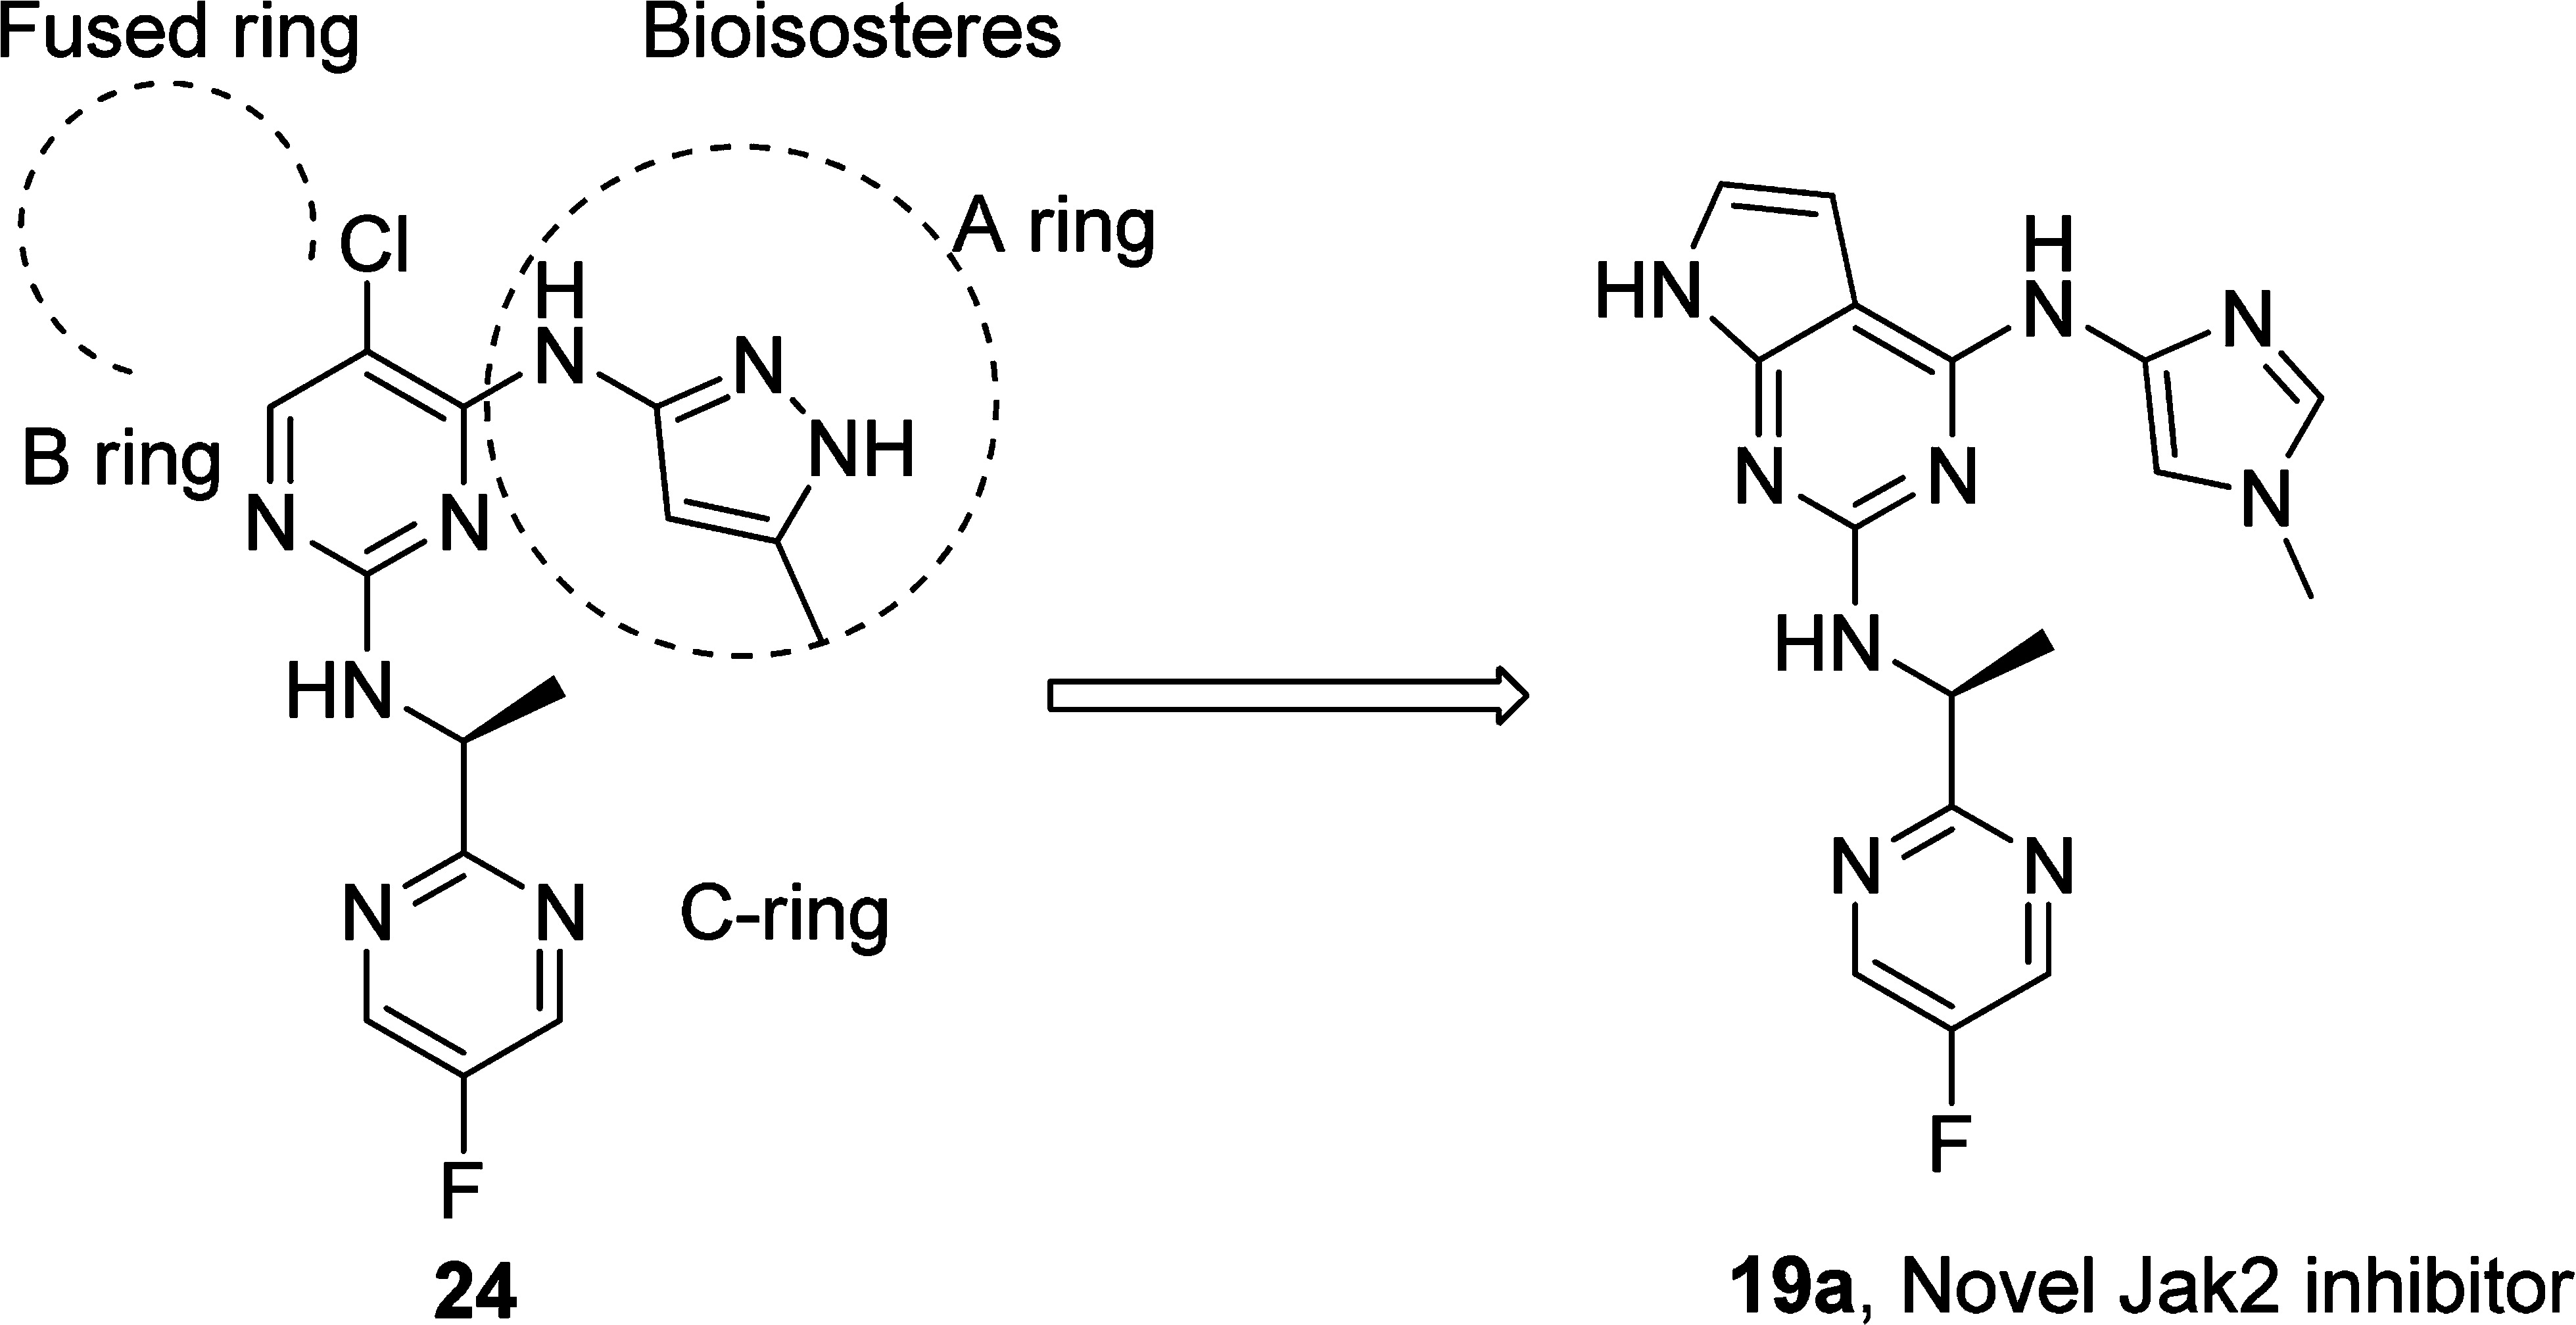 Fused ring
Bioisosteres
A ring
Cl
H
N
N
NH
B ring
N
N
HN
N
N
C-ring
F
24
H
N
N
HN
N
N
N
HN
N
N
F
19a, Novel Jak2 inhibitor